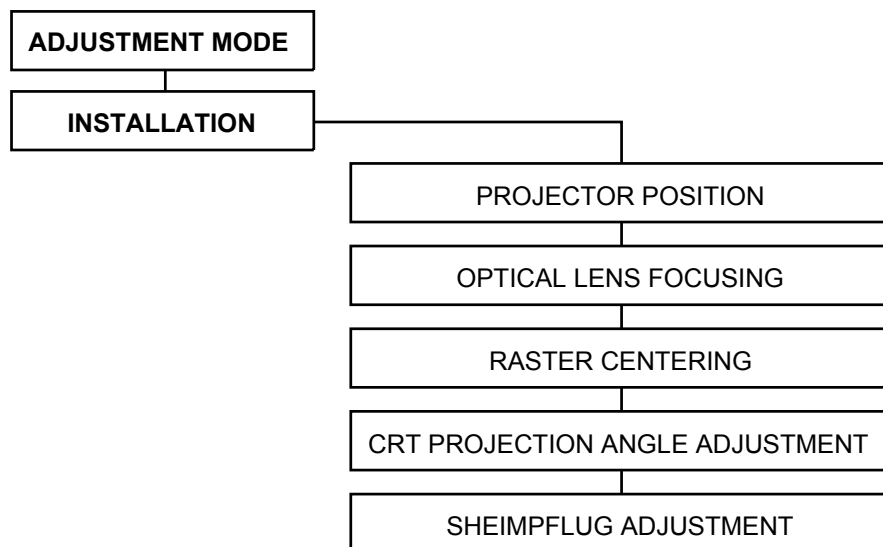 ADJUSTMENT MODE
INSTALLATION
PROJECTOR POSITION
OPTICAL LENS FOCUSING
RASTER CENTERING
CRT PROJECTION ANGLE ADJUSTMENT
SHEIMPFLUG ADJUSTMENT